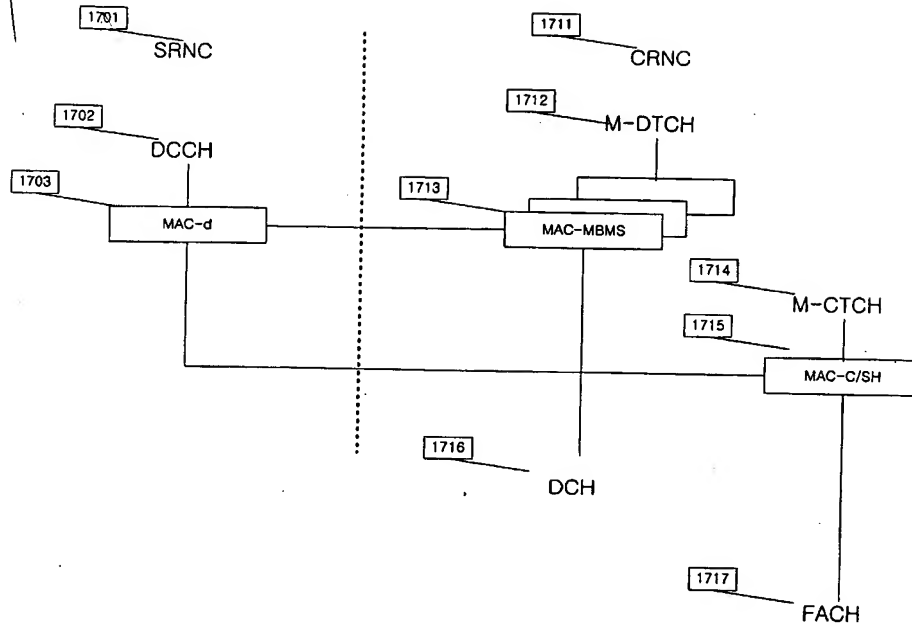 1701
SRNC
1711
CRNC
1702
DCCH
1712
M-DTCH
1703
MAC-d
1713
MAC-MBMS
1714
M-CTCH
1715
MAC-C/SH
1716
DCH
1717
FACH